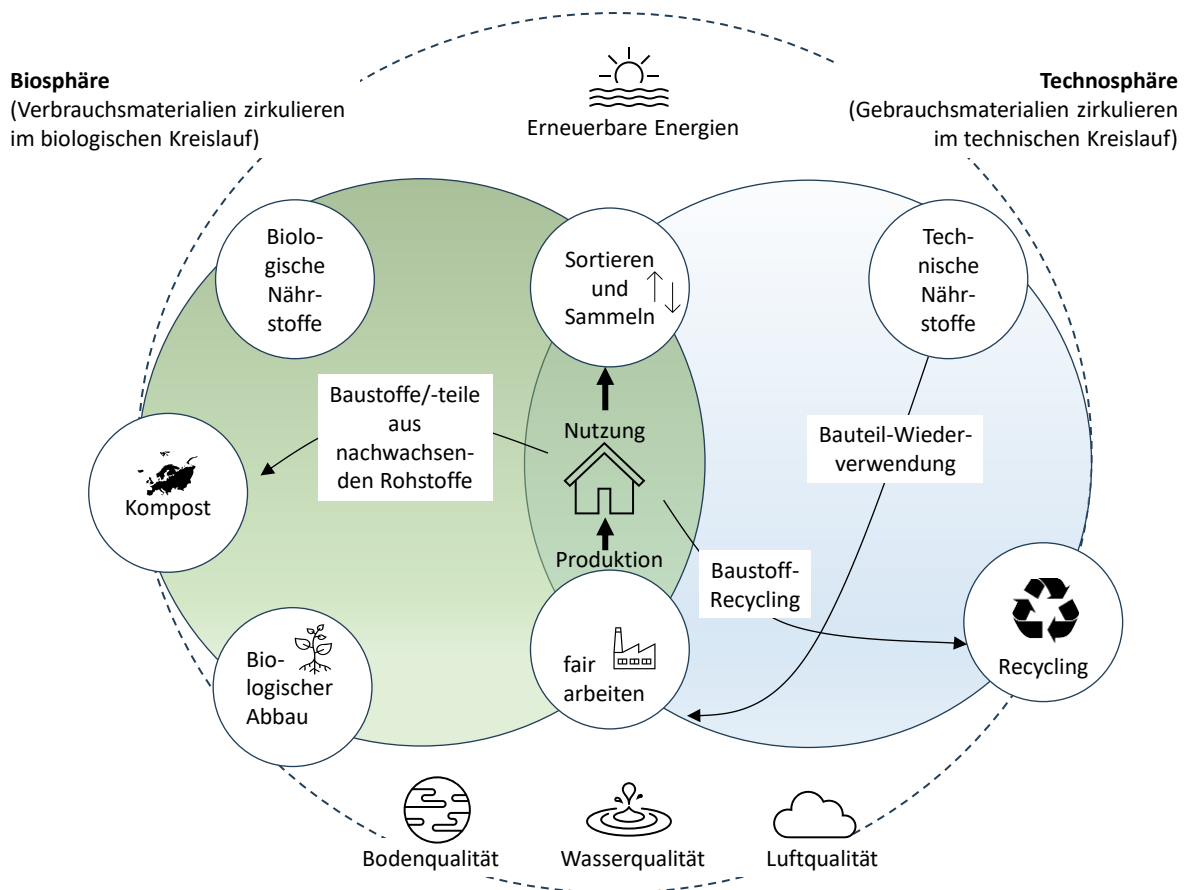 Biosphäre
(Verbrauchsmaterialien zirkulieren
im biologischen Kreislauf)
Erneuerbare Energien
Technosphäre
(Gebrauchsmaterialien zirkulieren
im technischen Kreislauf)
Biolo-
gische
Nähr-
stoffe
Sortieren
und
Sammeln
Tech-
nische
Nähr-
stoffe
Baustoffe/-teile
aus
nachwachsen-
den Rohstoffe
Nutzung
Bauteil-Wieder-
verwendung
Kompost
Produktion
Baustoff-
Recycling
Bio-
logischer
Abbau
fair
arbeiten
Recycling
Bodenqualität
Wasserqualität
Luftqualität